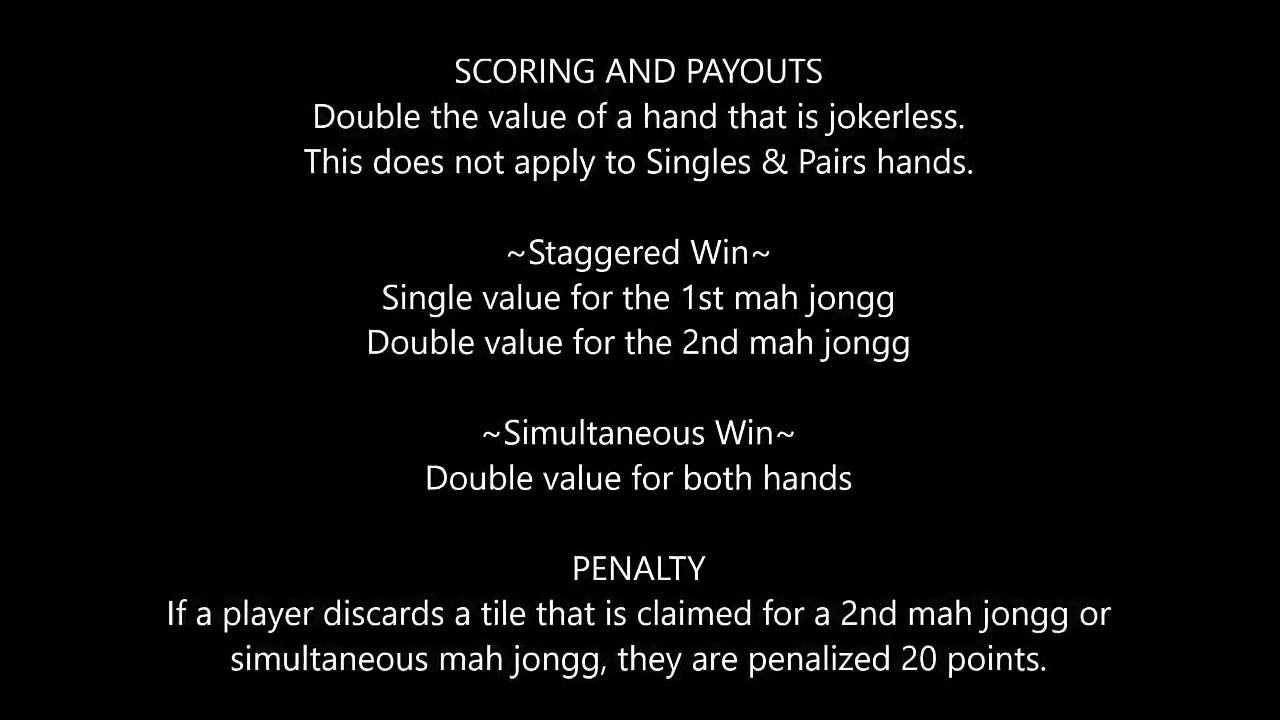 SCORING AND PAYOUTS
Double the value of a hand that is jokerless.
This does not apply to Singles & Pairs hands.
~Staggered Win~
Single value for the 1st mah jongg
Double value for the 2nd mah jongg
~Simultaneous Win~
Double value for both hands
PENALTY
If a player discards a tile that is claimed for a 2nd mah jongg or
simultaneous mah jongg, they are penalized 20 points.